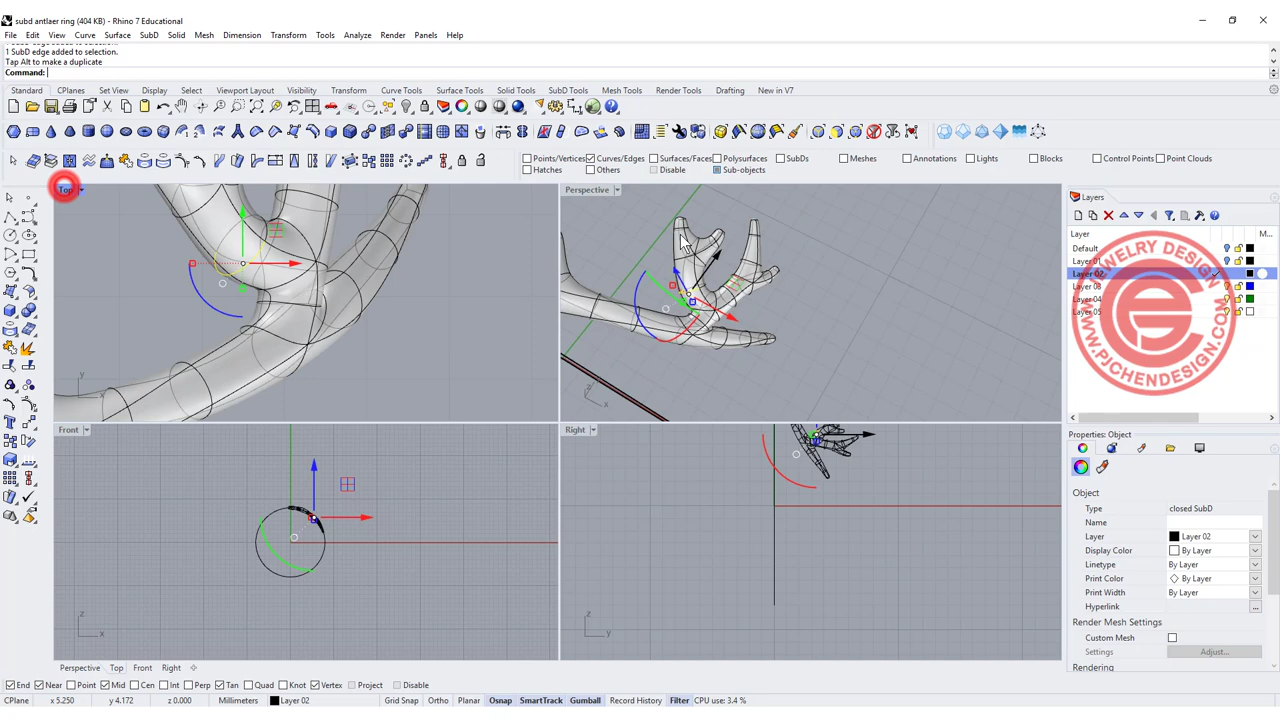 subd antlaer ring (404 KB) - Rhino 7 Educational
File Edit View Curve Surface SubD Solid Mesh Dimension Transform Tools Analyze Render Panels Help
1 SubD edge added to selection.
Tap Alt to make a duplicate
Command:
Standard CPlanes Set View Display Select Viewport Layout Visibility Transform Curve Tools Surface Tools Solid Tools SubD Tools Mesh Tools Render Tools Drafting New in V7
Points/Vertices Curves/Edges Surfaces/Faces Polysurfaces SubDs Meshes Annotations Lights Blocks Control Points Point Clouds
Hatches Others Disable Sub-objects
Top Perspective
Layers
Layer M...
Default
Layer 01
Layer 02
Layer 03
Layer 04
Layer 05
JEWELRY DESIGN
WWW.PJCHENDESIGN.COM
y x z x
Front Right
Properties: Object
Object
Type closed SubD
Name
Layer Layer 02
Display Color By Layer
Linetype By Layer
Print Color By Layer
Print Width By Layer
Hyperlink ...
Render Mesh Settings
Custom Mesh
Settings Adjust...
Rendering
z x z y
Perspective Top Front Right
End Near Point Mid Cen Int Perp Tan Quad Knot Vertex Project Disable
CPlane x 5.250 y 4.172 z 0.000 Millimeters Layer 02 Grid Snap Ortho Planar Osnap SmartTrack Gumball Record History Filter CPU use: 3.4 %